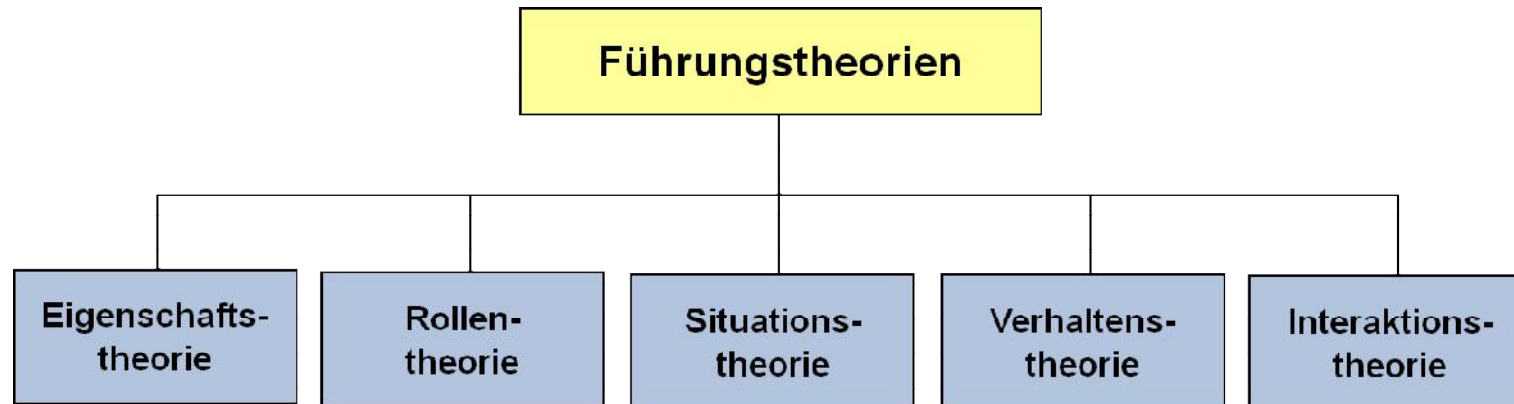 Führungstheorien
Eigenschafts-
theorie
Rollen-
theorie
Situations-
theorie
Verhaltens-
theorie
Interaktions-
theorie